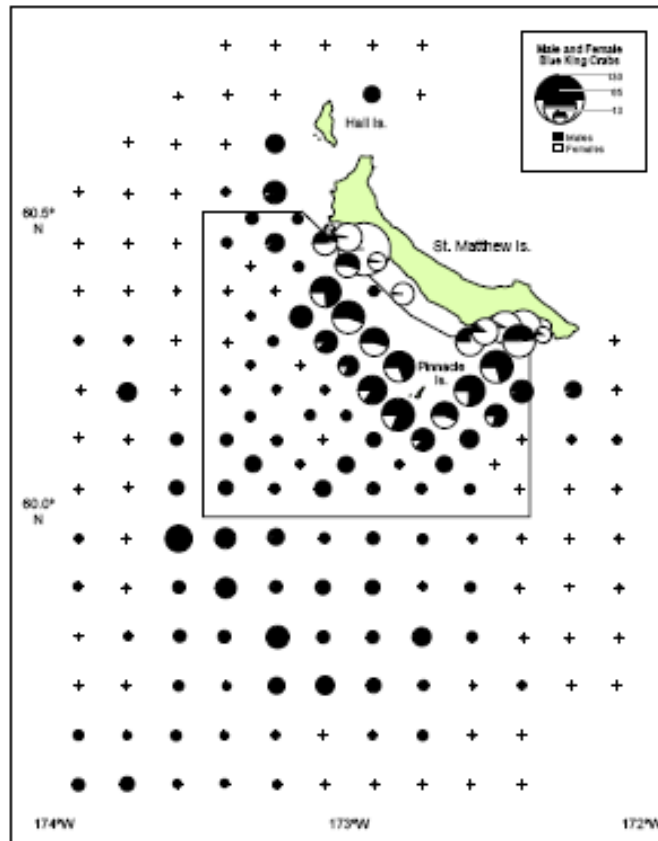 Male and Female
Blue King Crabs
130
65
13
Males
Females
Hall Is.
60.5°
N
St. Matthew Is.
Pinnacle
Is.
60.0°
N
174°W
173°W
172°W